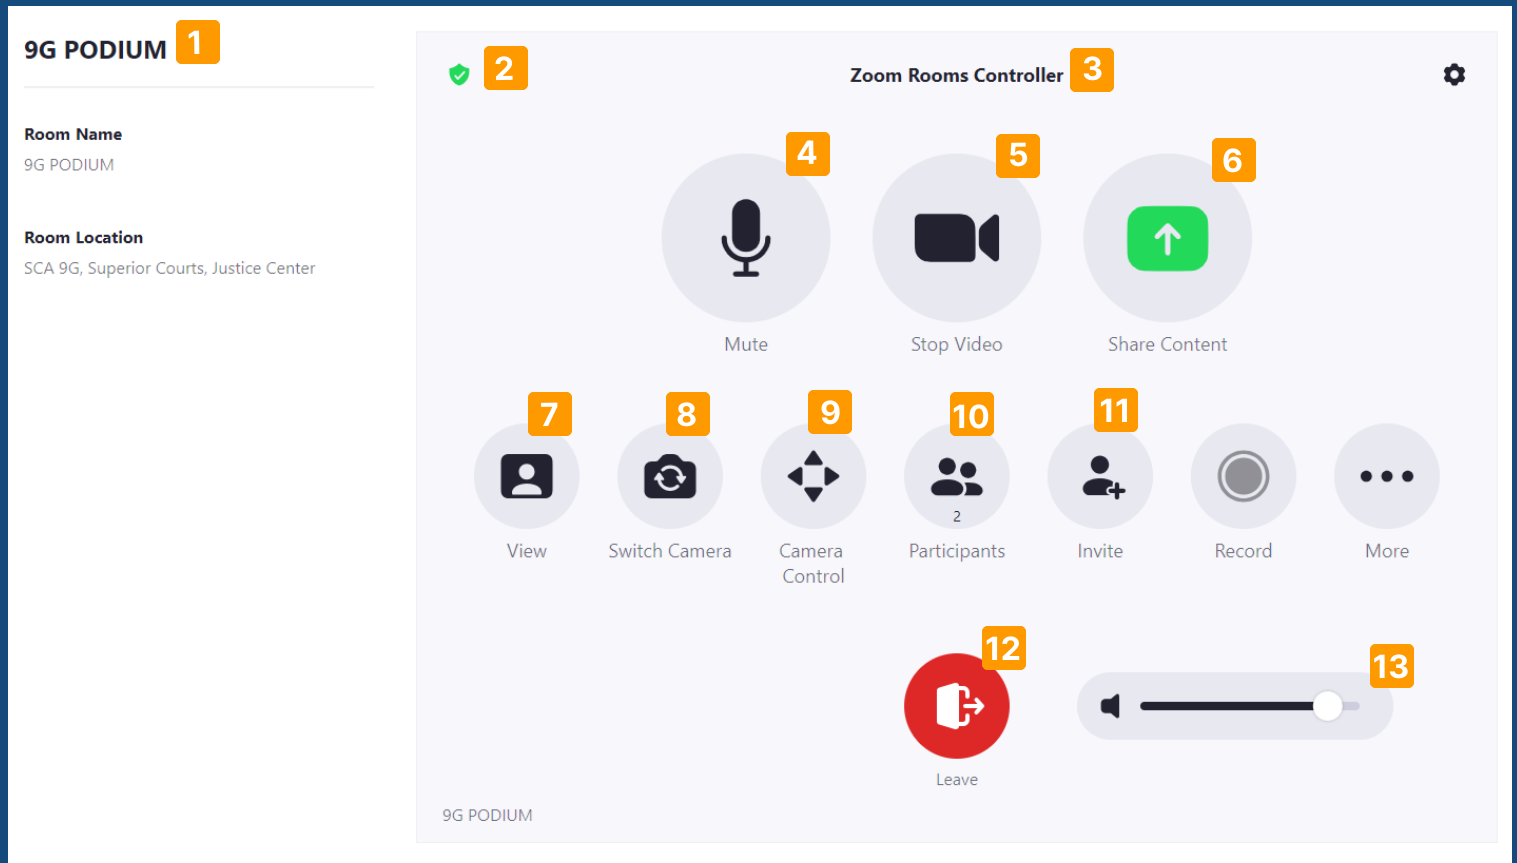 9G PODIUM 1
Room Name
9G PODIUM
Room Location
SCA 9G, Superior Courts, Justice Center
2
Zoom Rooms Controller 3
4
5
6
Mute
Stop Video
Share Content
7
8
9
10
11
2
View
Switch Camera
Camera
Control
Participants
Invite
Record
More
12
13
Leave
9G PODIUM